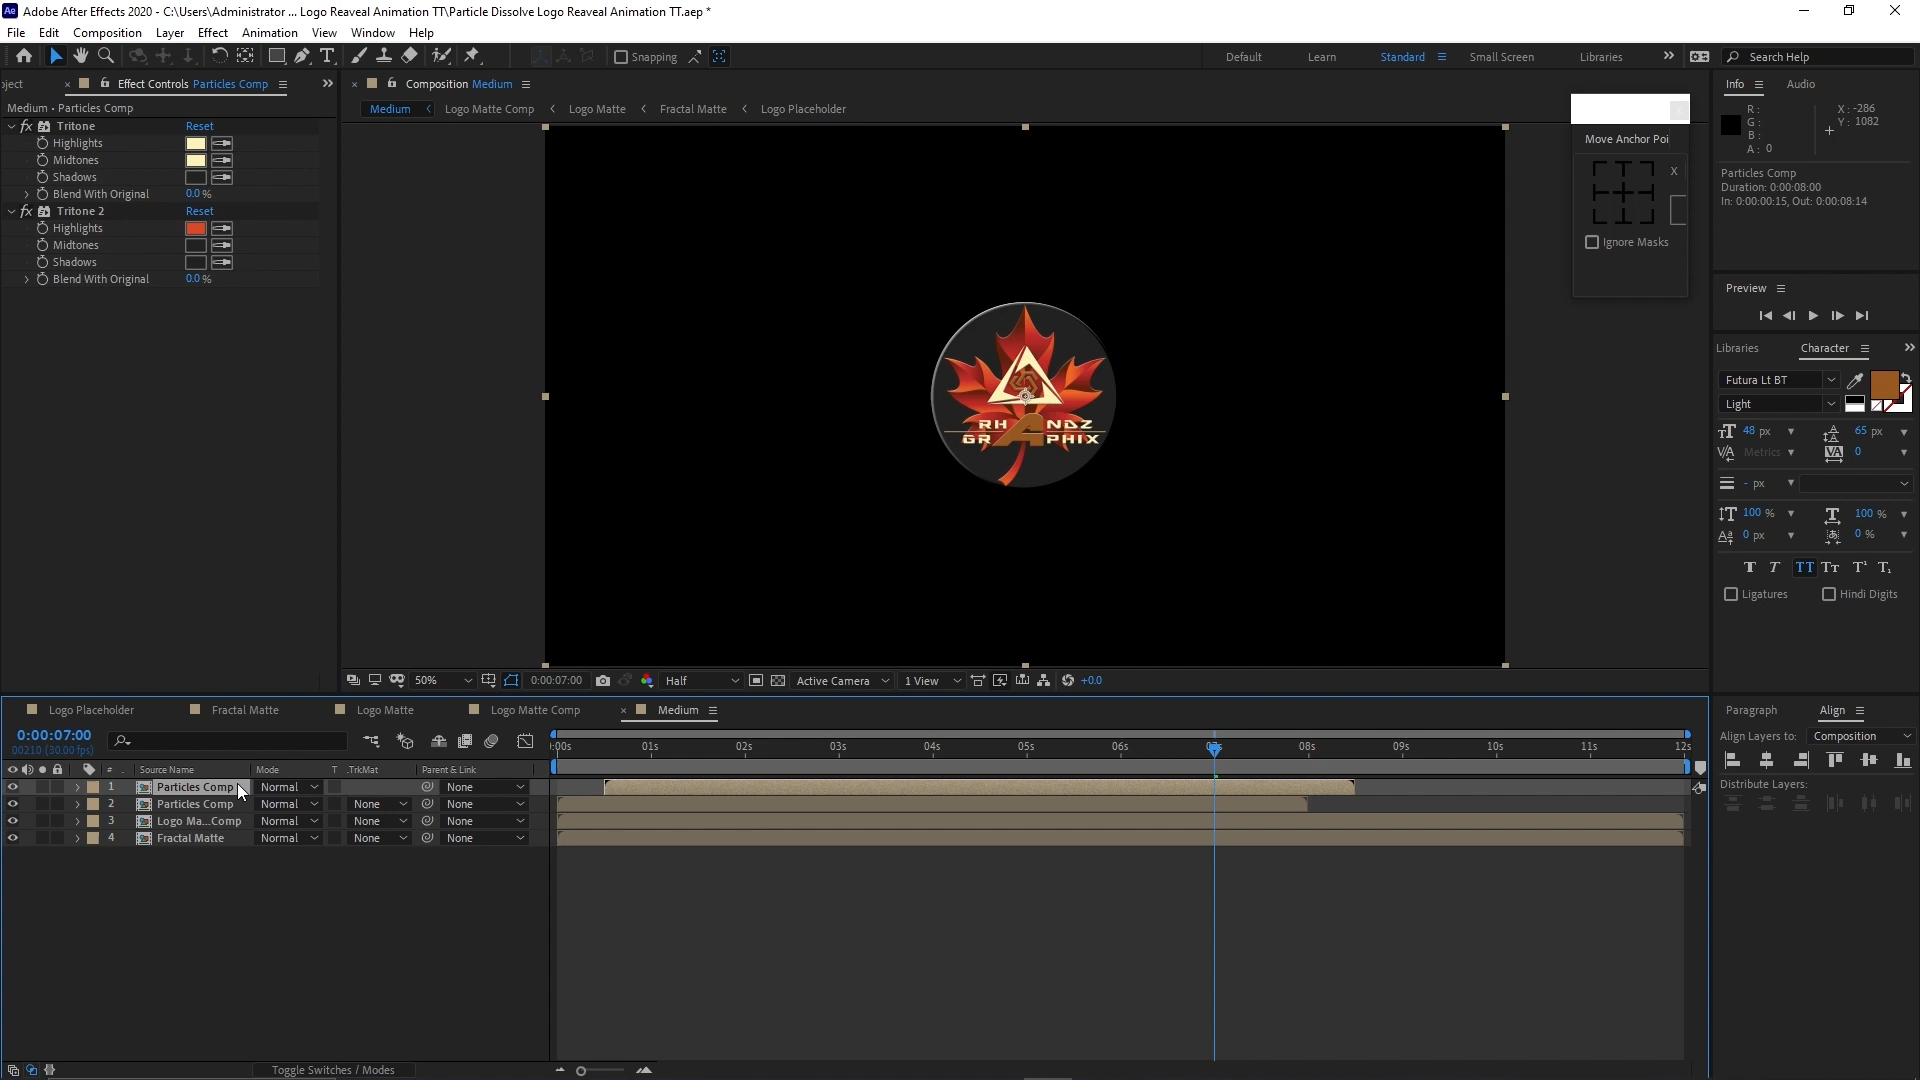 Ae Adobe After Effects 2020 - C:\Users\Administrator ... Logo Reaveal Animation TT\Particle Dissolve Logo Reaveal Animation TT.aep *
File Edit Composition Layer Effect Animation View Window Help
Snapping Default Learn Standard Small Screen Libraries Search Help
oject Effect Controls Particles Comp
Medium • Particles Comp
fx Tritone Reset
Highlights
Midtones
Shadows
Blend With Original 0.0 %
fx Tritone 2 Reset
Highlights
Midtones
Shadows
Blend With Original 0.0 %
Composition Medium
Medium Logo Matte Comp Logo Matte Fractal Matte Logo Placeholder
RH NDZ
GR A PHIX
Move Anchor Poi
X
Ignore Masks
50% 0:00:07:00 Half Active Camera 1 View +0.0
Info Audio
R :
G :
B :
A : 0
X : -286
Y : 1082
Particles Comp
Duration: 0:00:08:00
In: 0:00:00:15, Out: 0:00:08:14
Preview
Libraries Character
Futura Lt BT
Light
48 px 65 px
Metrics 0
- px
100 % 100 %
0 px 0 %
T T TT Tr T¹ T₁
Ligatures Hindi Digits
Paragraph Align
Align Layers to: Composition
Distribute Layers:
Logo Placeholder Fractal Matte Logo Matte Logo Matte Comp Medium
0:00:07:00
00210 (30.00 fps)
:00s 01s 02s 03s 04s 05s 06s 07s 08s 09s 10s 11s 12s
# Source Name Mode T .TrkMat Parent & Link
1 Particles Comp Normal None
2 Particles Comp Normal None None
3 Logo Ma...Comp Normal None None
4 Fractal Matte Normal None None
Toggle Switches / Modes